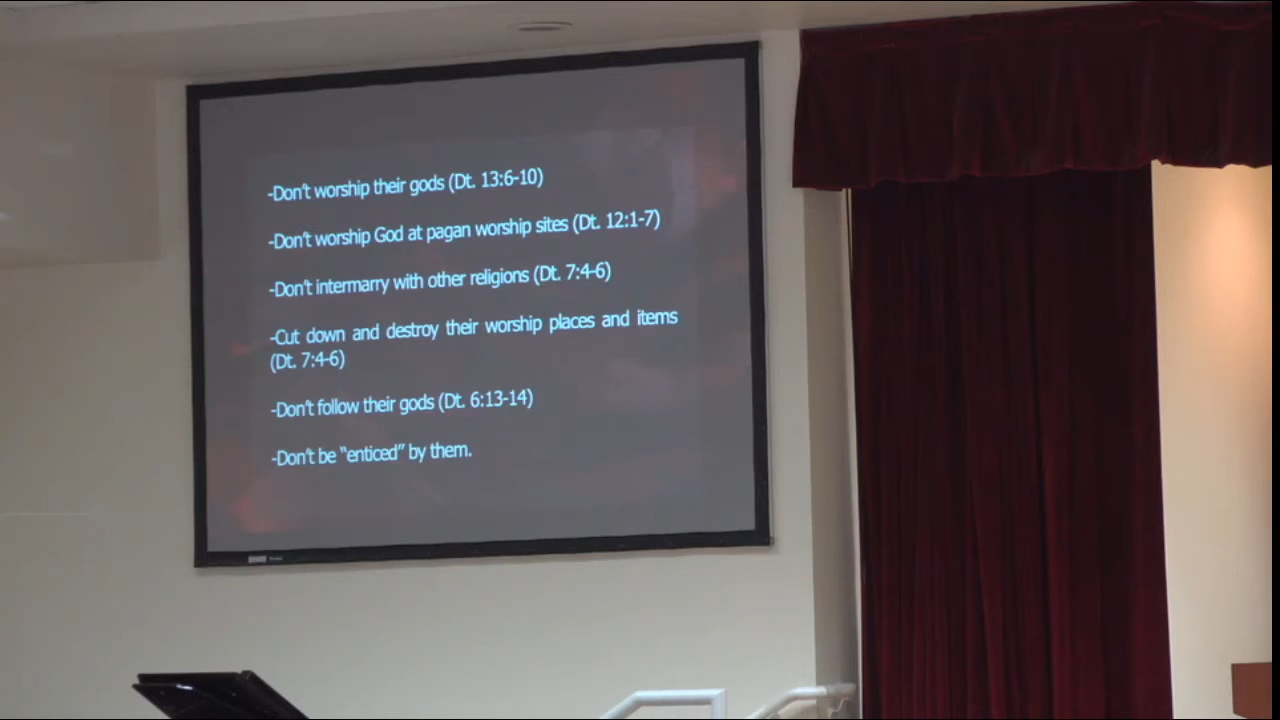 -Don't worship their gods (Dt. 13:6-10)
-Don't worship God at pagan worship sites (Dt. 12:1-7)
-Don't intermarry with other religions (Dt. 7:4-6)
-Cut down and destroy their worship places and items
(Dt. 7:4-6)
-Don't follow their gods (Dt. 6:13-14)
-Don't be “enticed” by them.